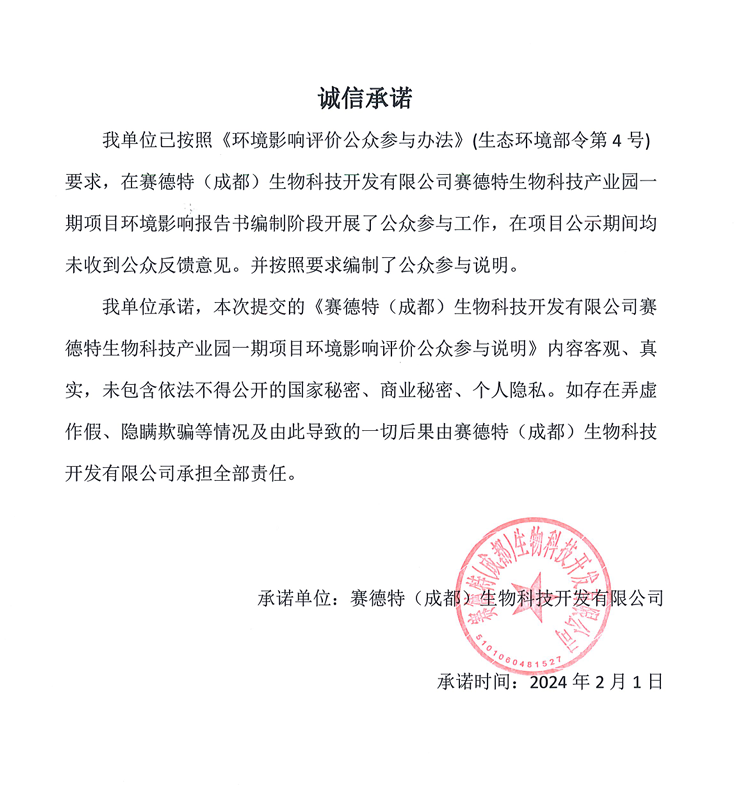 诚信承诺
我单位已按照《环境影响评价公众参与办法》(生态环境部令第 4 号)
要求，在赛德特（成都）生物科技开发有限公司赛德特生物科技产业园一
期项目环境影响报告书编制阶段开展了公众参与工作，在项目公示期间均
未收到公众反馈意见。并按照要求编制了公众参与说明。
我单位承诺，本次提交的《赛德特（成都）生物科技开发有限公司赛
德特生物科技产业园一期项目环境影响评价公众参与说明》内容客观、真
实，未包含依法不得公开的国家秘密、商业秘密、个人隐私。如存在弄虚
作假、隐瞒欺骗等情况及由此导致的一切后果由赛德特（成都）生物科技
开发有限公司承担全部责任。
赛德特(成都)生物科技开发有限公司
承诺单位：赛德特（成都）生物科技开发有限公司
5101060481527
承诺时间：2024 年 2 月 1 日